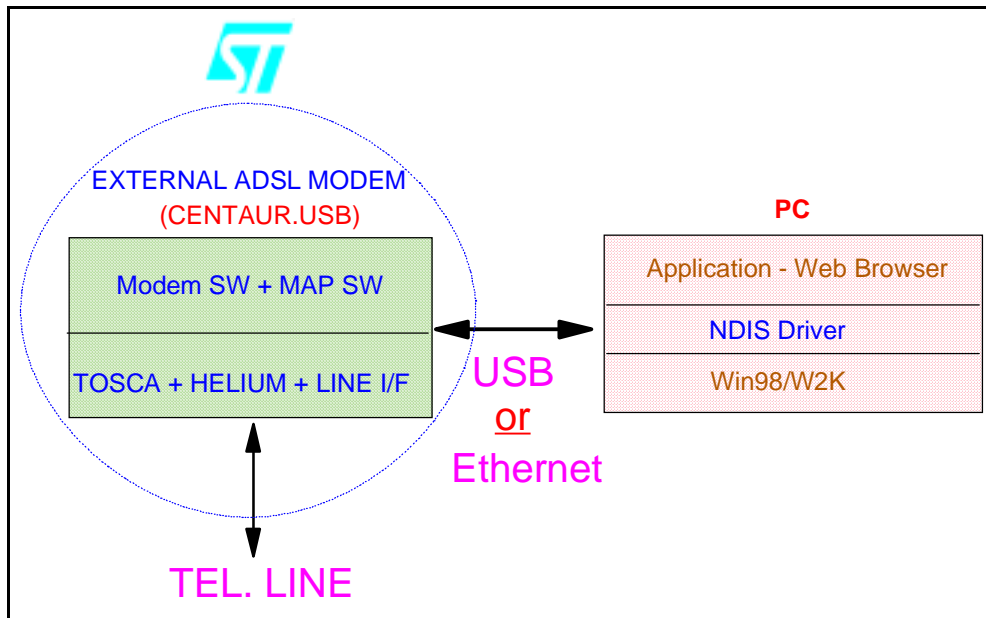 ST
EXTERNAL ADSL MODEM
(CENTAUR.USB)
Modem SW + MAP SW
TOSCA + HELIUM + LINE I/F
TEL. LINE
USB
or
Ethernet
PC
Application - Web Browser
NDIS Driver
Win98/W2K